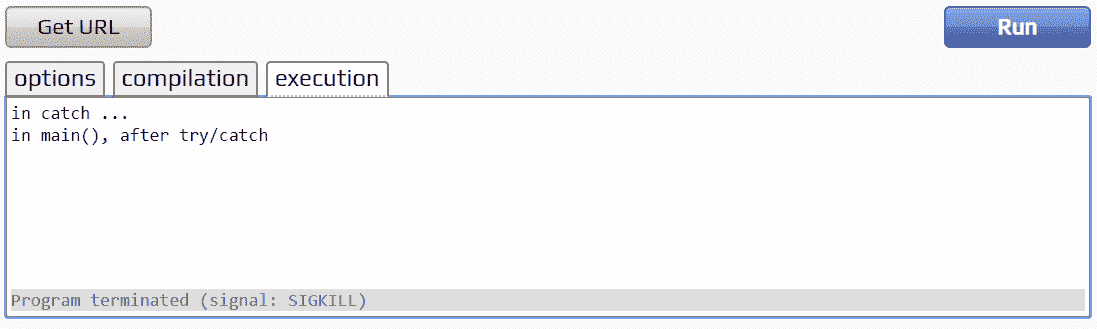 Get URL Run
options compilation execution
in catch ...
in main(), after try/catch
Program terminated (signal: SIGKILL)